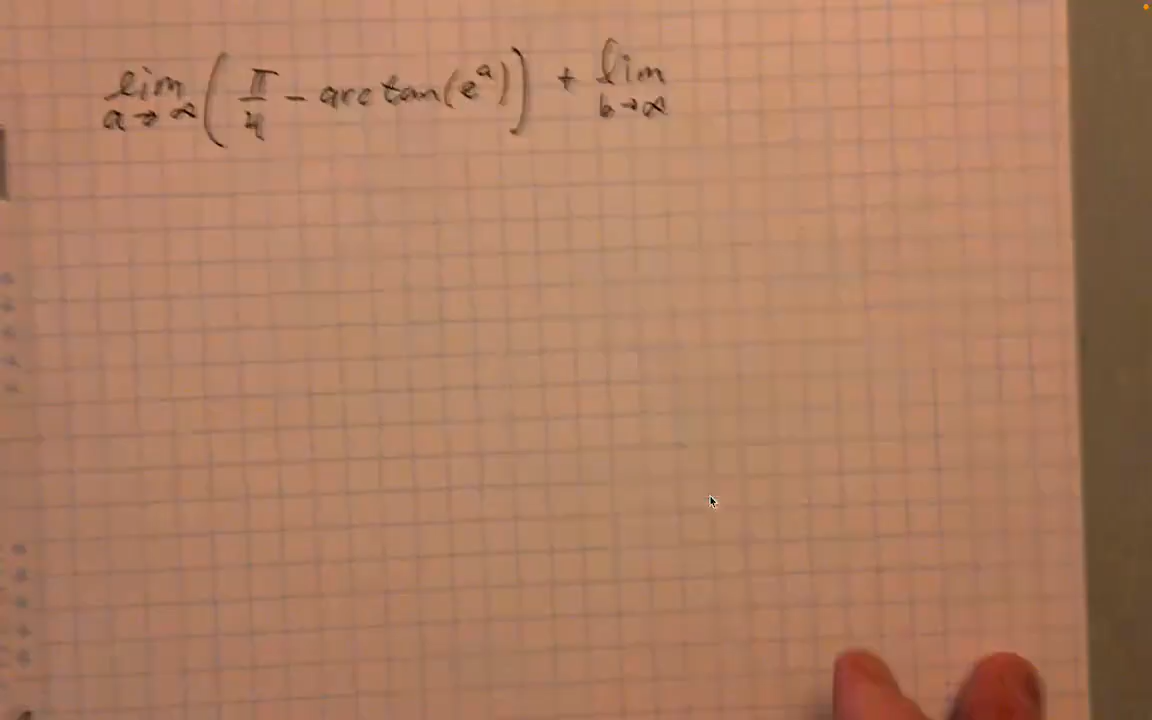 lim a→∞ ( π/4 - arctan(e^a) ) + lim b→∞